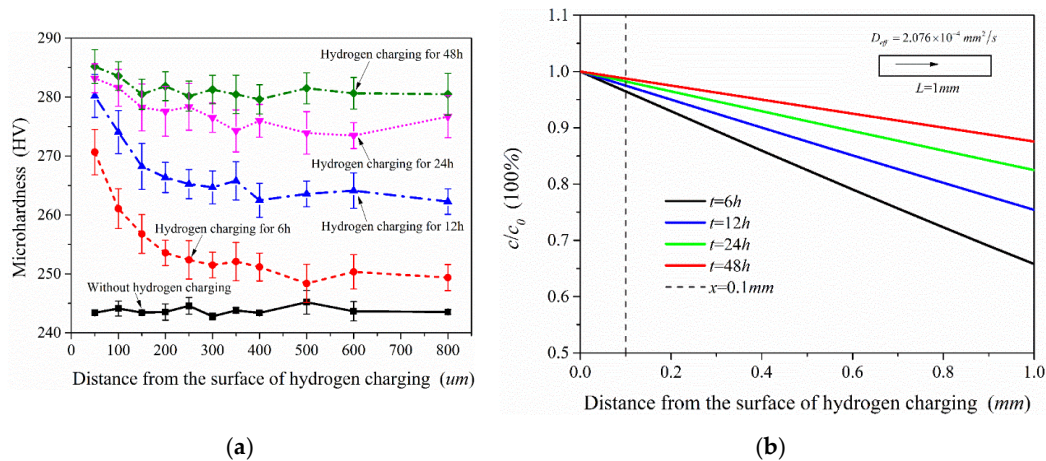 290
280
270
260
250
240
Microhardness (HV)
Hydrogen charging for 48h
Hydrogen charging for 24h
Hydrogen charging for 12h
Hydrogen charging for 6h
Without hydrogen charging
0 100 200 300 400 500 600 700 800
Distance from the surface of hydrogen charging (um)
(a)
1.1
1.0
0.9
0.8
0.7
0.6
0.5
c/c₀ (100%)
D_eff = 2.076×10⁻⁴ mm²/s
L=1mm
t=6h
t=12h
t=24h
t=48h
x=0.1mm
0.0 0.2 0.4 0.6 0.8 1.0
Distance from the surface of hydrogen charging (mm)
(b)